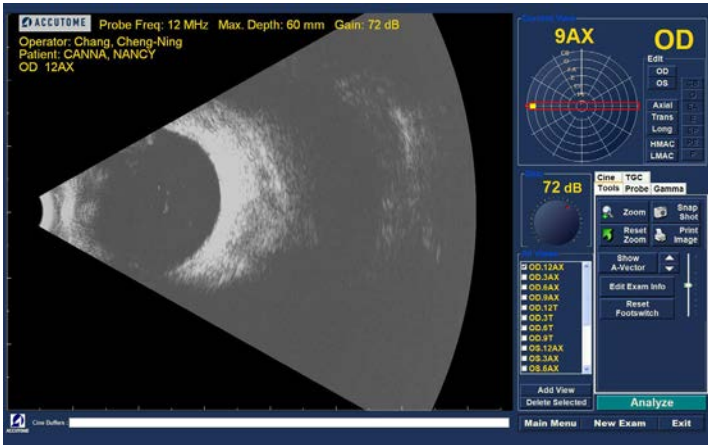 ACCUTOME Probe Freq: 12 MHz Max. Depth: 60 mm Gain: 72 dB
Operator: Chang, Cheng-Ning
Patient: CANNA, NANCY
OD 12AX
9AX
OD
Edit
OD
OS
Axiel
Trans
Long
HMAC
LMAC
72 dB
Cine TGC
Tools Probe Gamma
Zoom
Snap Shot
Reset Zoom
Print Image
Show A-Vector
Edit Exam Info
Reset Footswitch
OD.12AX
OD.3AX
OD.6AX
OD.9AX
OD.12T
OD.3T
OD.6T
OD.9T
OS.12AX
OS.3AX
OS.6AX
Add View
Delete Selected
Analyze
ACCUTOME
Cine Buffers :
Main Menu New Exam Exit